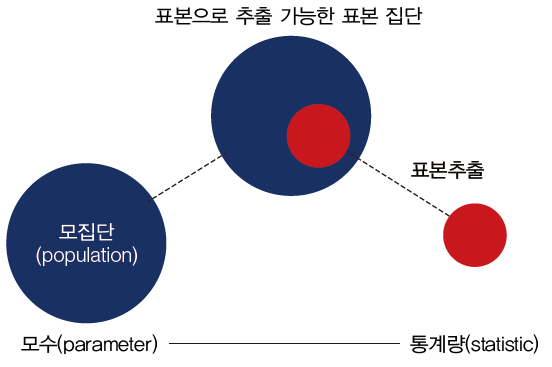 표본으로 추출 가능한 표본 집단
표본추출
모집단
(population)
모수(parameter)
통계량(statistic)